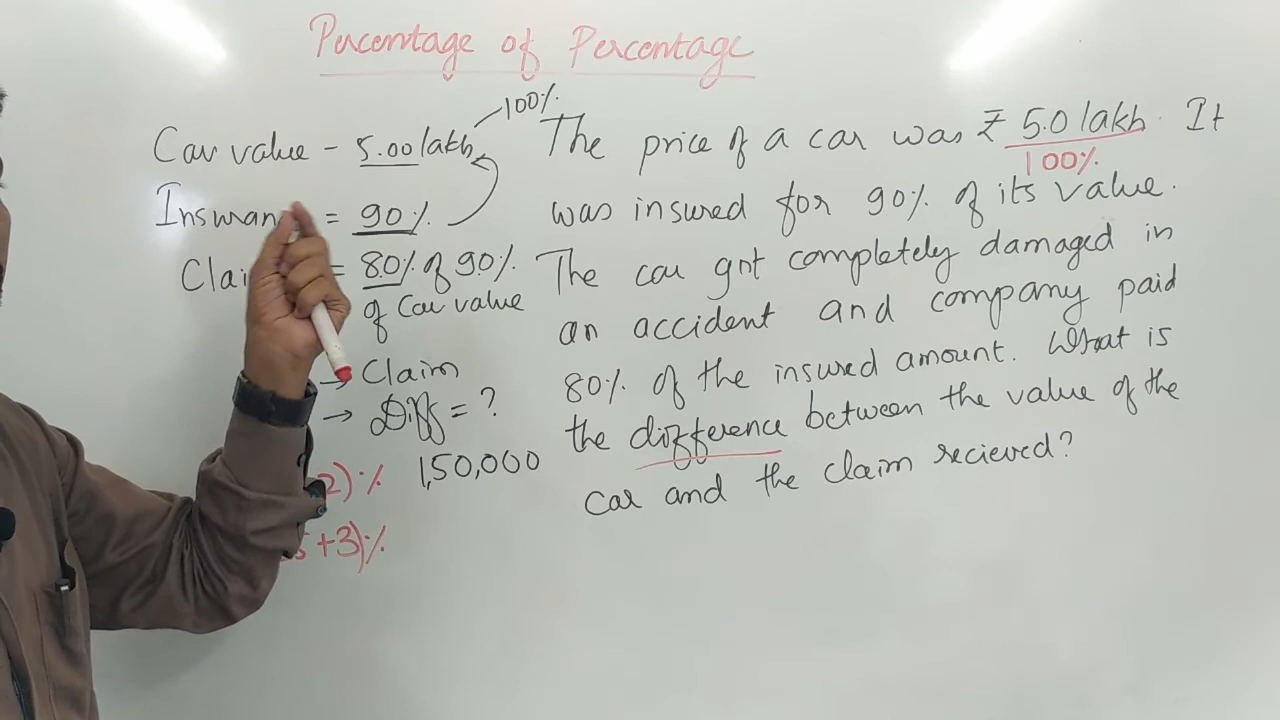 Percentage of Percentage
Car value - 5.00 lakh
100%
= 90%
= 80% of 90%
of Car value
→ Claim
→ Diff = ?
2)% 1,50,000
5+3)%
The price of a car was ₹ 5.0 lakh. It
100%
was insured for 90% of its value.
The car got completely damaged in
an accident and company paid
80% of the insured amount. What is
the difference between the value of the
car and the claim recieved?